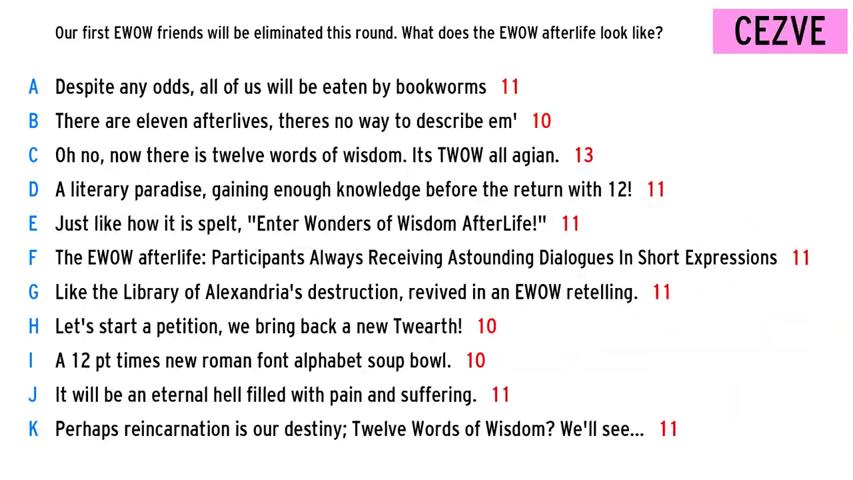 Our first EWOW friends will be eliminated this round. What does the EWOW afterlife look like?
CEZVE
A Despite any odds, all of us will be eaten by bookworms 11
B There are eleven afterlives, theres no way to describe em' 10
C Oh no, now there is twelve words of wisdom. Its TWOW all agian. 13
D A literary paradise, gaining enough knowledge before the return with 12! 11
E Just like how it is spelt, "Enter Wonders of Wisdom AfterLife!" 11
F The EWOW afterlife: Participants Always Receiving Astounding Dialogues In Short Expressions 11
G Like the Library of Alexandria's destruction, revived in an EWOW retelling. 11
H Let's start a petition, we bring back a new Twearth! 10
I A 12 pt times new roman font alphabet soup bowl. 10
J It will be an eternal hell filled with pain and suffering. 11
K Perhaps reincarnation is our destiny; Twelve Words of Wisdom? We'll see... 11